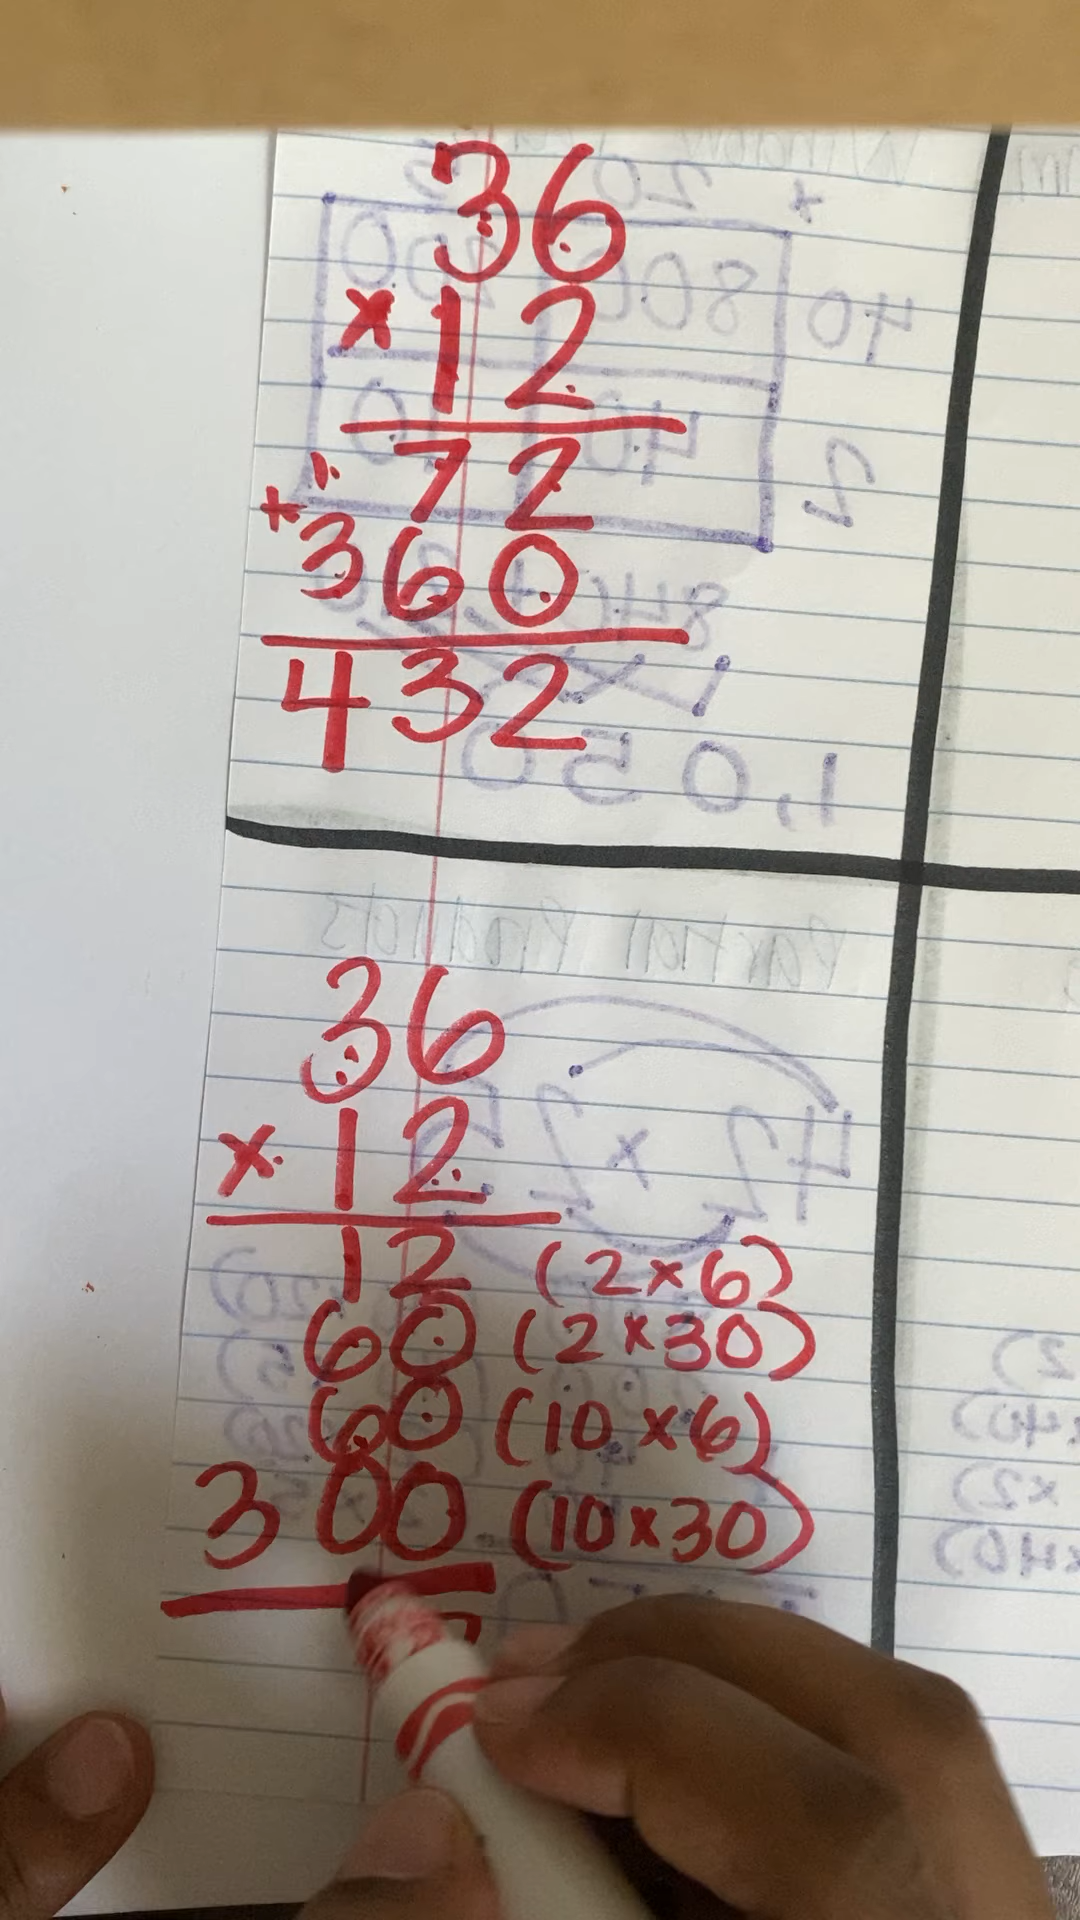 36
× 12
1
72
+ 360
432
36
× 12
12 (2 × 6)
60 (2 × 30)
60 (10 × 6)
300 (10 × 30)